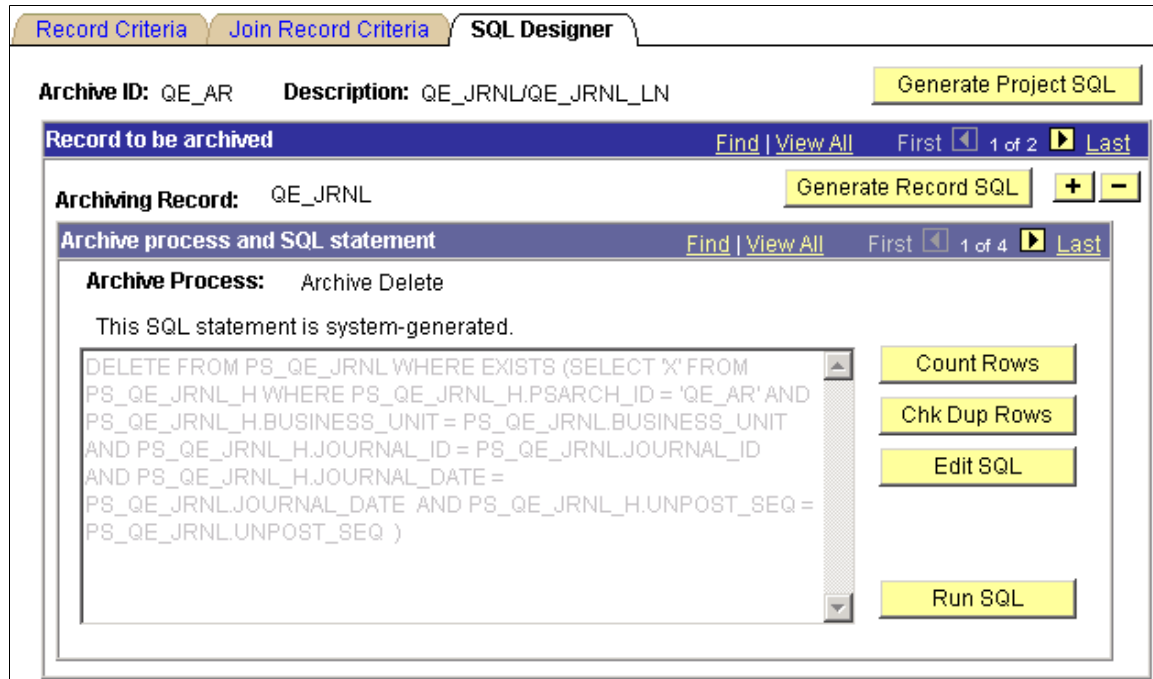 Record Criteria Join Record Criteria SQL Designer
Archive ID: QE_AR Description: QE_JRNL/QE_JRNL_LN Generate Project SQL
Record to be archived Find | View All First 1 of 2 Last
Archiving Record: QE_JRNL Generate Record SQL + −
Archive process and SQL statement Find | View All First 1 of 4 Last
Archive Process: Archive Delete
This SQL statement is system-generated.
DELETE FROM PS_QE_JRNL WHERE EXISTS (SELECT 'X' FROM
PS_QE_JRNL_H WHERE PS_QE_JRNL_H.PSARCH_ID = 'QE_AR' AND
PS_QE_JRNL_H.BUSINESS_UNIT = PS_QE_JRNL.BUSINESS_UNIT
AND PS_QE_JRNL_H.JOURNAL_ID = PS_QE_JRNL.JOURNAL_ID
AND PS_QE_JRNL_H.JOURNAL_DATE =
PS_QE_JRNL.JOURNAL_DATE AND PS_QE_JRNL_H.UNPOST_SEQ =
PS_QE_JRNL.UNPOST_SEQ )
Count Rows
Chk Dup Rows
Edit SQL
Run SQL